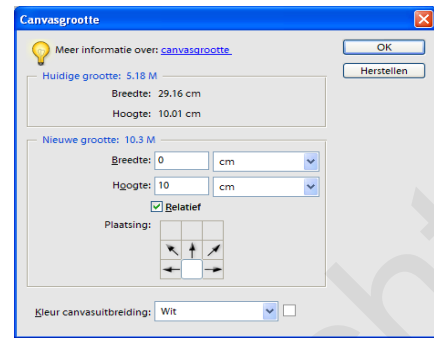 Canvasgrootte
Meer informatie over: canvasgrootte
OK
Herstellen
Huidige grootte: 5.18 M
Breedte: 29.16 cm
Hoogte: 10.01 cm
Nieuwe grootte: 10.3 M
Breedte: 0 cm
Hoogte: 10 cm
Relatief
Plaatsing:
Kleur canvasuitbreiding: Wit